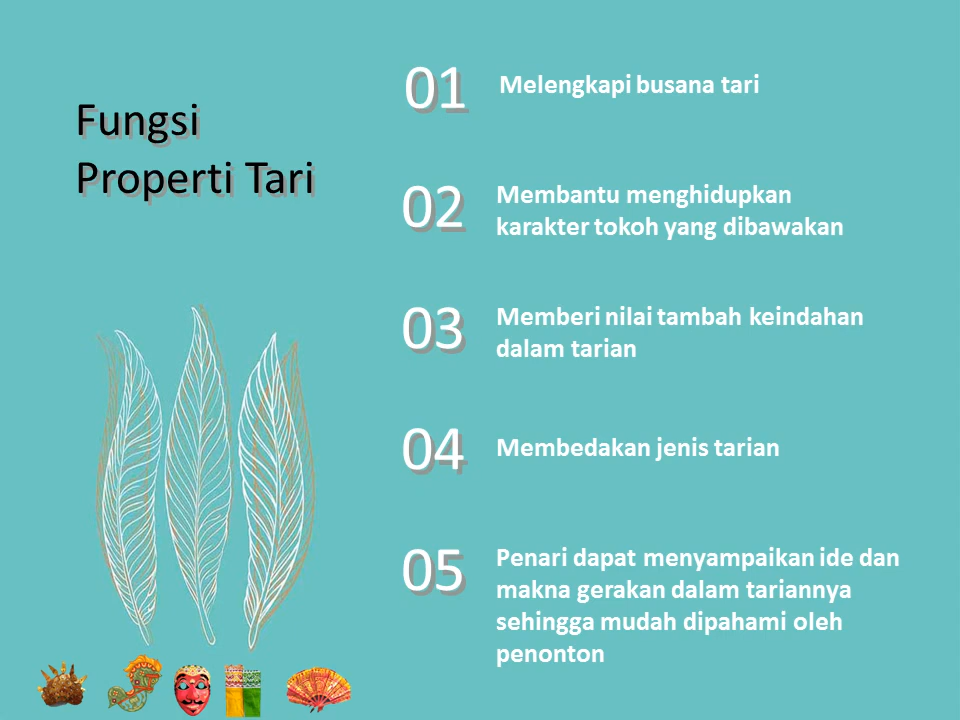 Fungsi
Properti Tari
01
Melengkapi busana tari
02
Membantu menghidupkan
karakter tokoh yang dibawakan
03
Memberi nilai tambah keindahan
dalam tarian
04
Membedakan jenis tarian
05
Penari dapat menyampaikan ide dan
makna gerakan dalam tariannya
sehingga mudah dipahami oleh
penonton